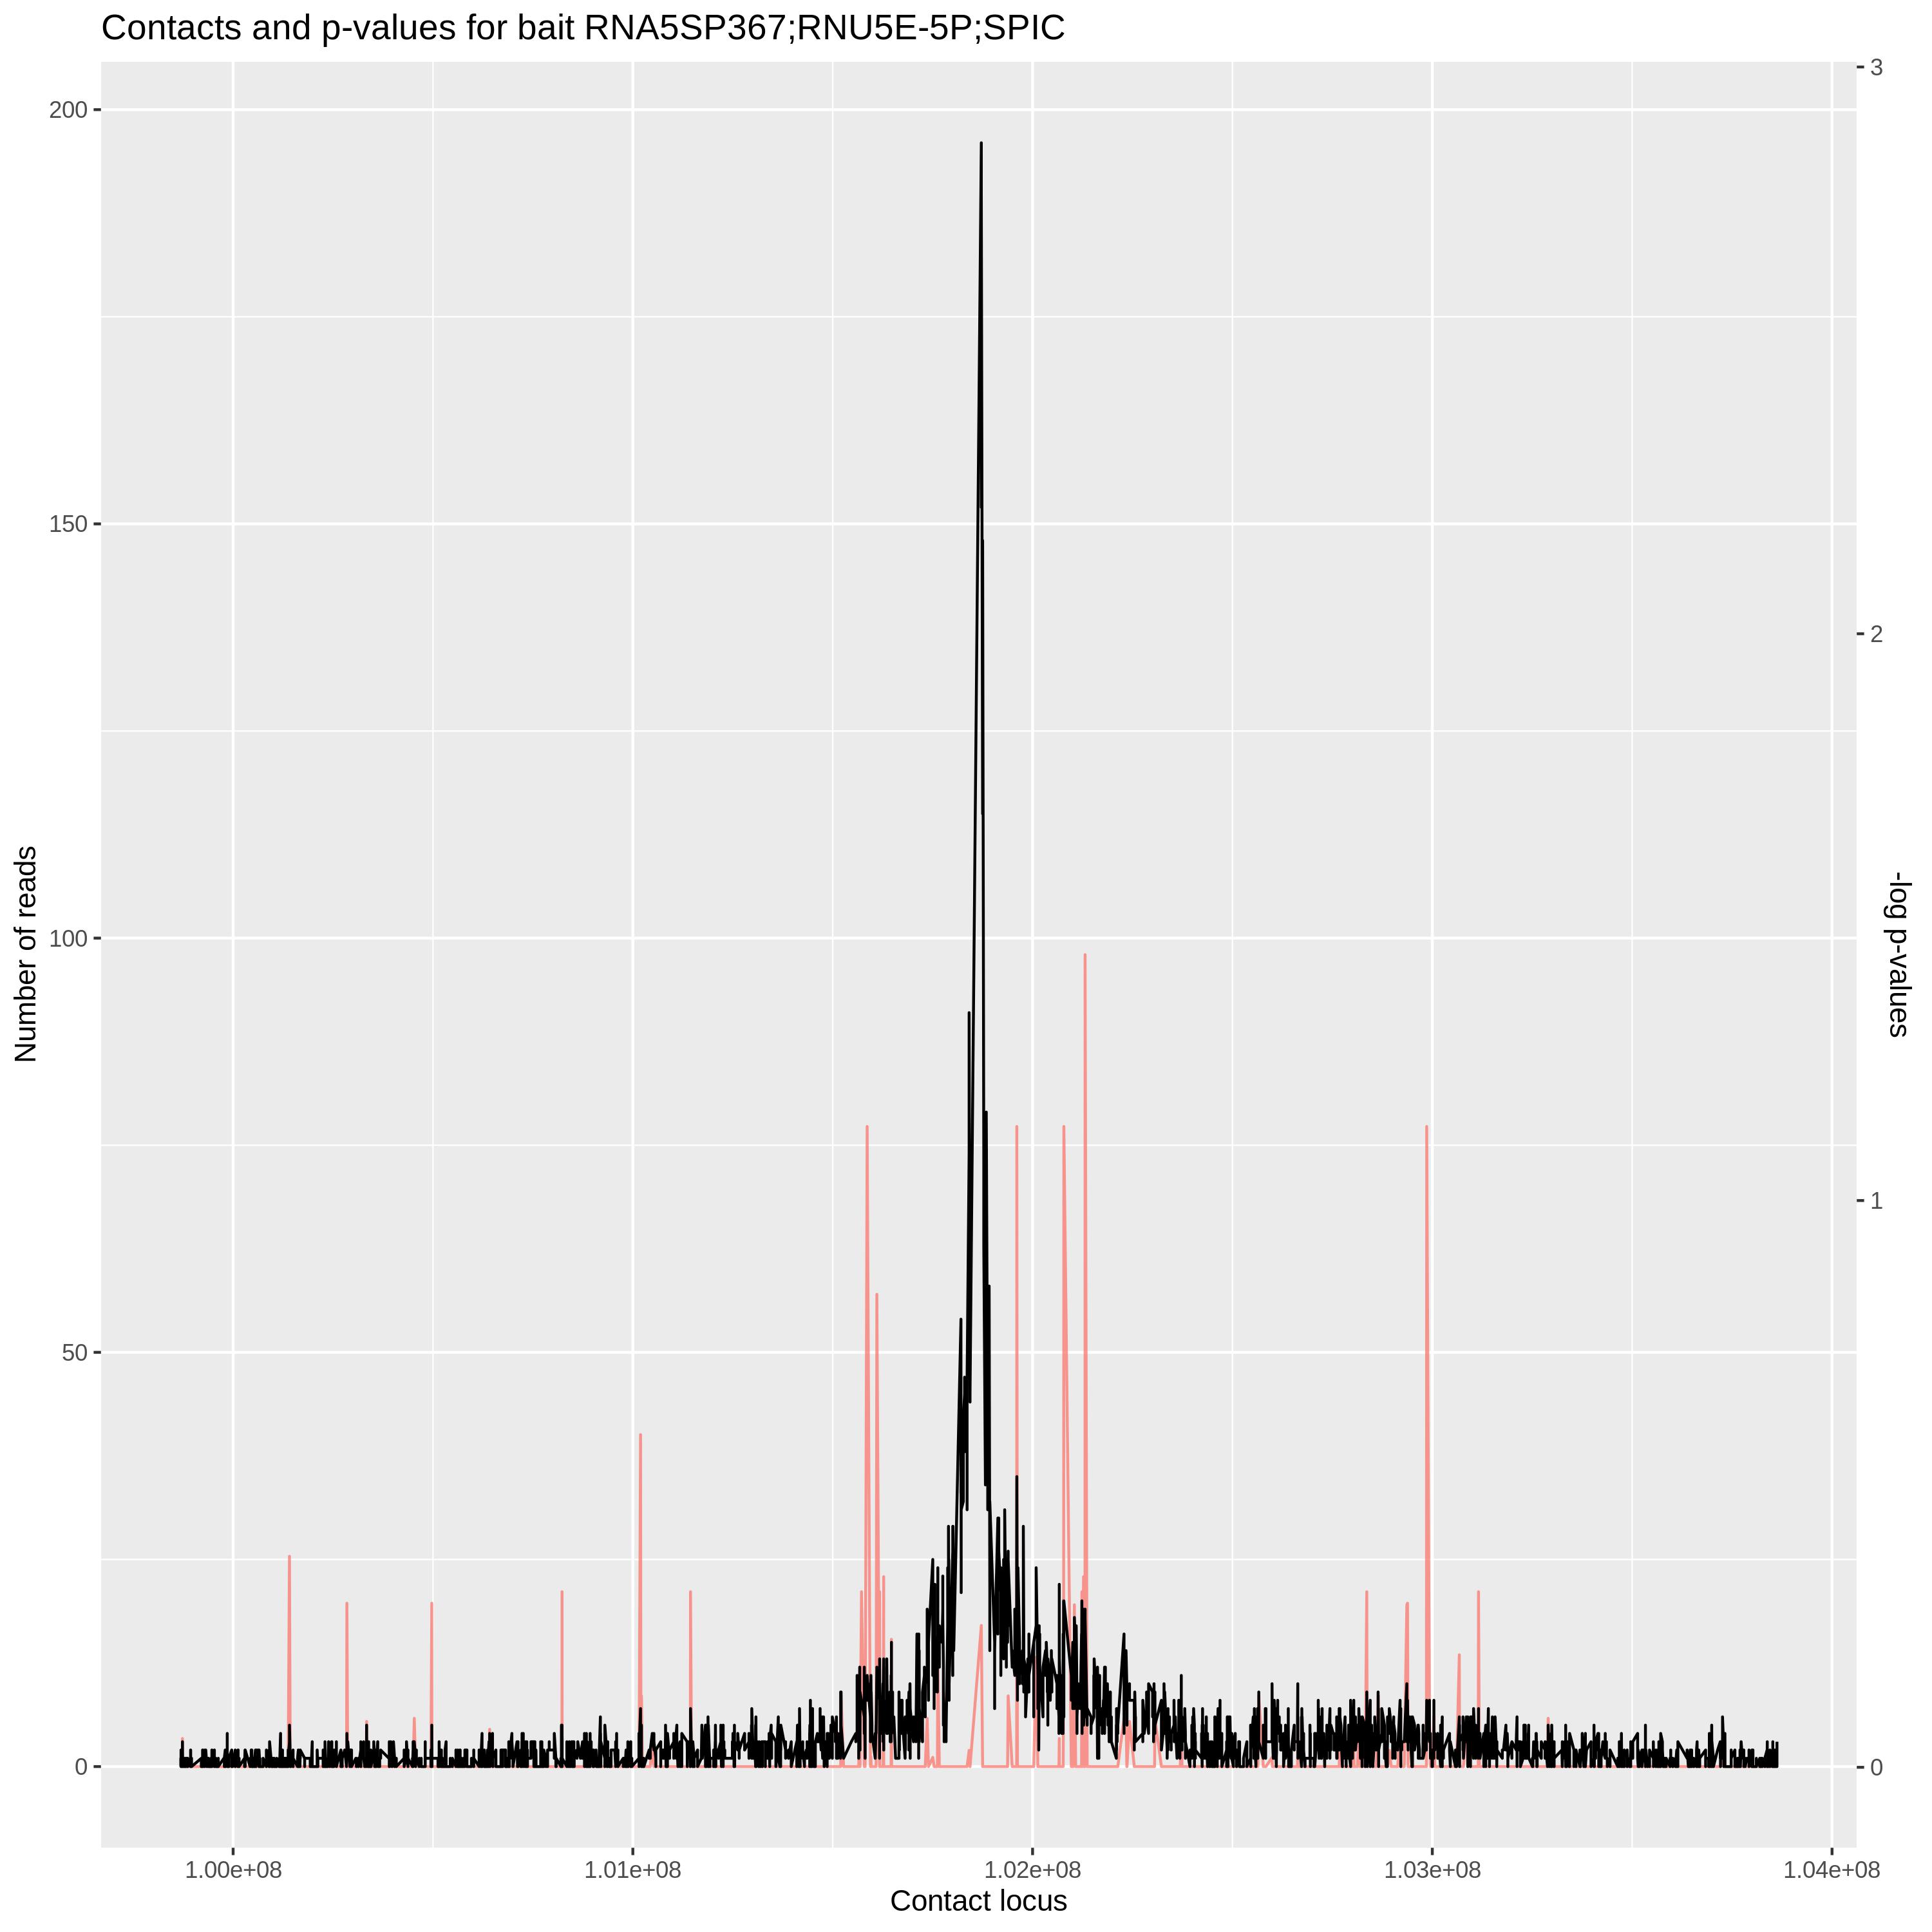 Contacts and p-values for bait RNA5SP367;RNU5E-5P;SPIC
Number of reads
200
150
100
50
0
3
2
1
0
-log p-values
1.00e+08
1.01e+08
1.02e+08
1.03e+08
1.04e+08
Contact locus